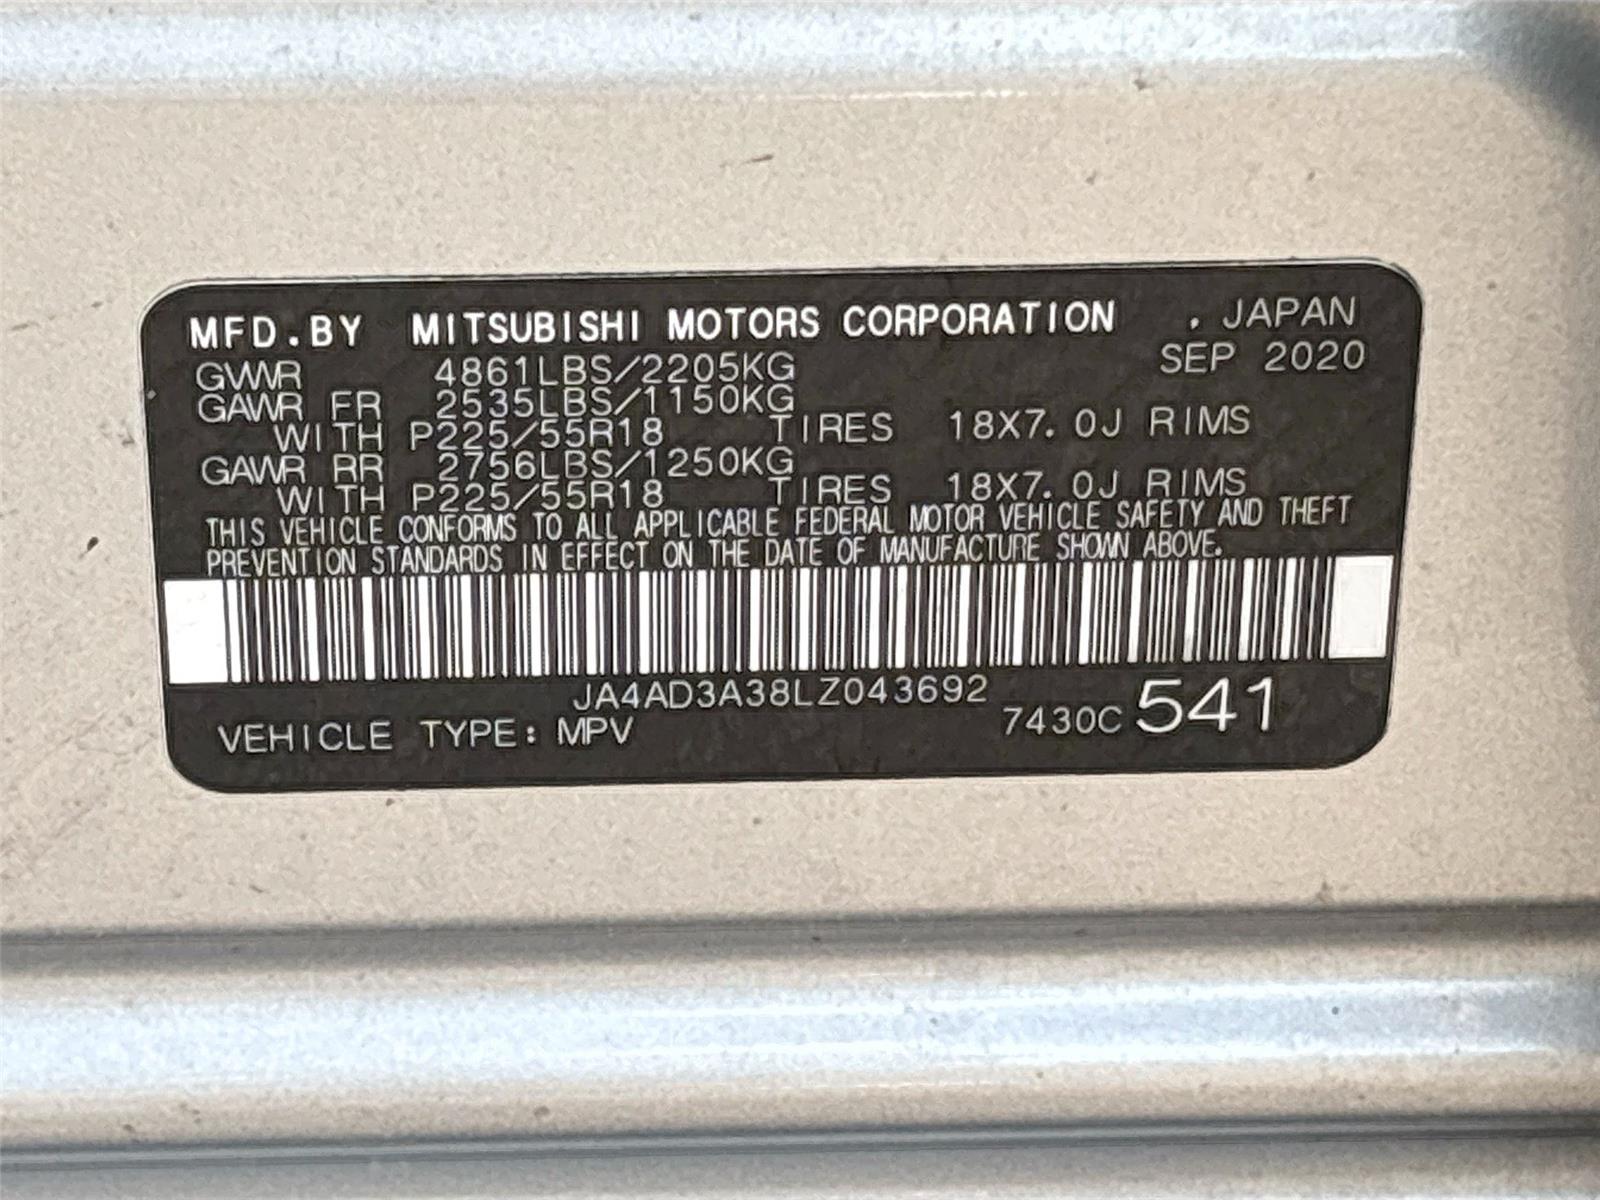 MFD.BY MITSUBISHI MOTORS CORPORATION , JAPAN
GVWR 4861LBS/2205KG SEP 2020
GAWR FR 2535LBS/1150KG
WITH P225/55R18 TIRES 18X7.0J RIMS
GAWR RR 2756LBS/1250KG
WITH P225/55R18 TIRES 18X7.0J RIMS
THIS VEHICLE CONFORMS TO ALL APPLICABLE FEDERAL MOTOR VEHICLE SAFETY AND THEFT
PREVENTION STANDARDS IN EFFECT ON THE DATE OF MANUFACTURE SHOWN ABOVE.
JA4AD3A38LZ043692
VEHICLE TYPE: MPV 7430C 541